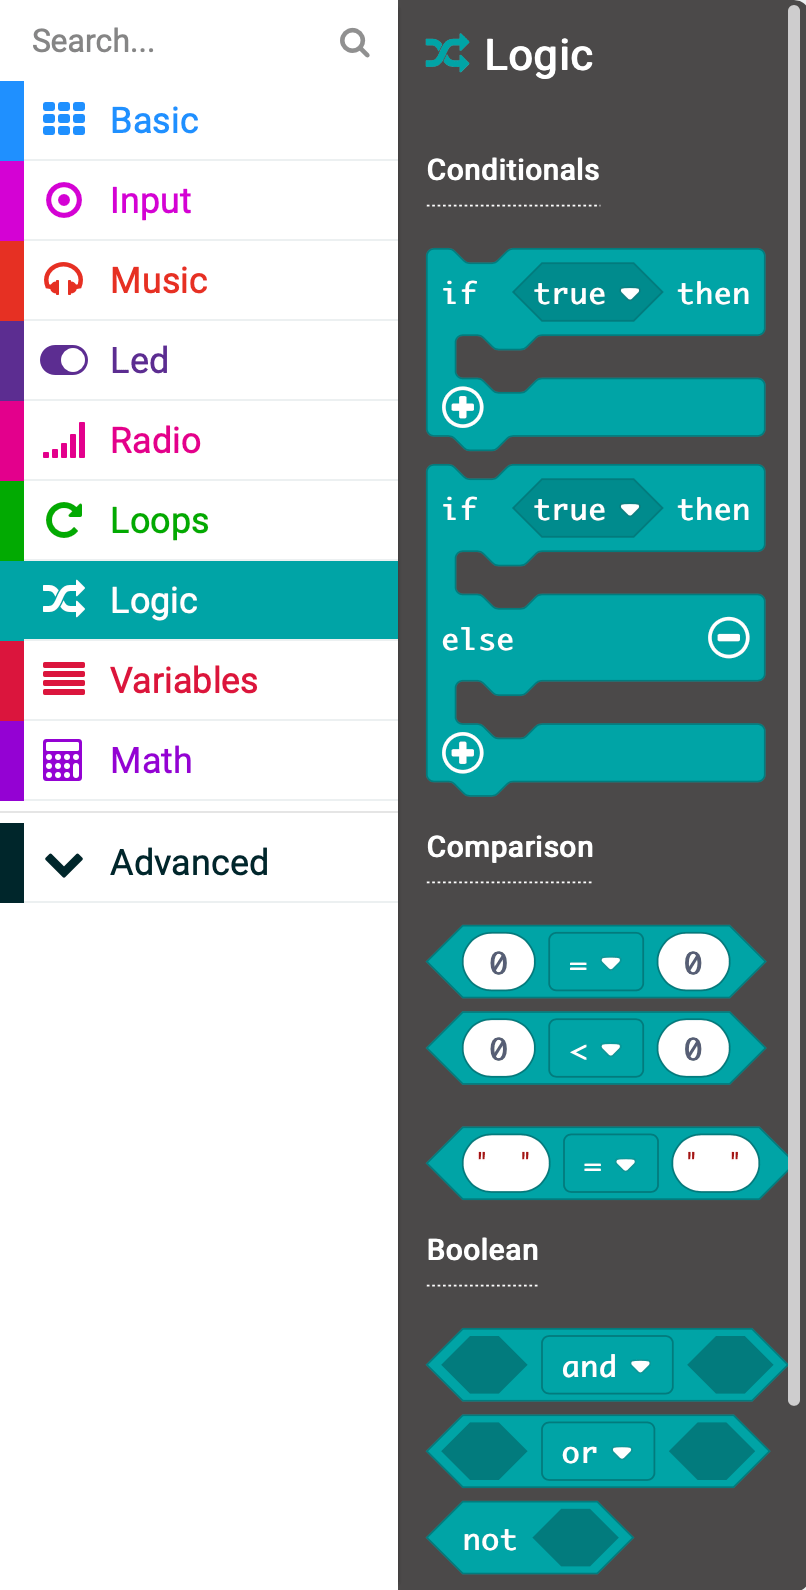 Search...
Basic
Input
Music
Led
Radio
Loops
Logic
Variables
Math
Advanced
Logic
Conditionals
if true then
if true then
else
Comparison
0 = 0
0 < 0
" " = " "
Boolean
and
or
not